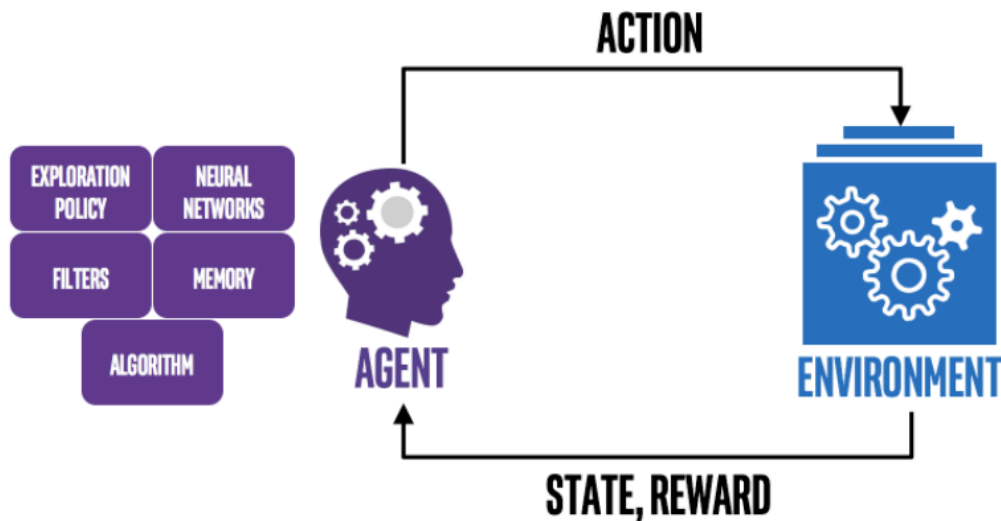 ACTION
EXPLORATION
POLICY
NEURAL
NETWORKS
FILTERS
MEMORY
ALGORITHM
AGENT
ENVIRONMENT
STATE, REWARD